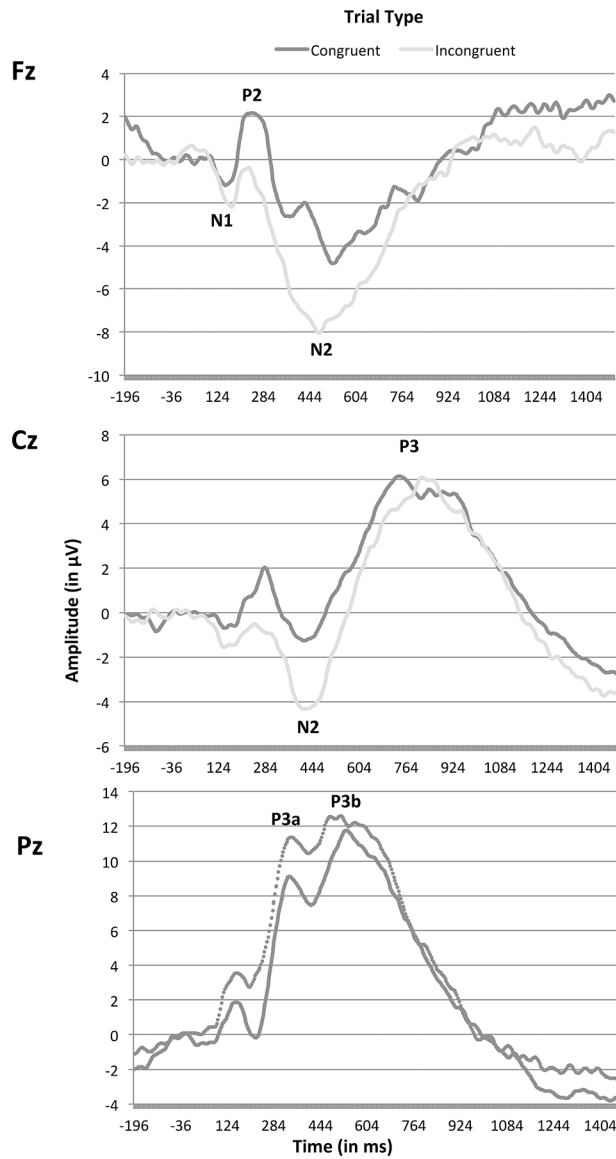 Trial Type
Congruent Incongruent
Fz
4
2
0
-2
-4
-6
-8
-10
P2
N1
N2
-196 -36 124 284 444 604 764 924 1084 1244 1404
Cz
8
6
4
2
0
-2
-4
-6
P3
N2
Amplitude (in µV)
-196 -36 124 284 444 604 764 924 1084 1244 1404
Pz
14
12
10
8
6
4
2
0
-2
-4
P3a P3b
-196 -36 124 284 444 604 764 924 1084 1244 1404
Time (in ms)